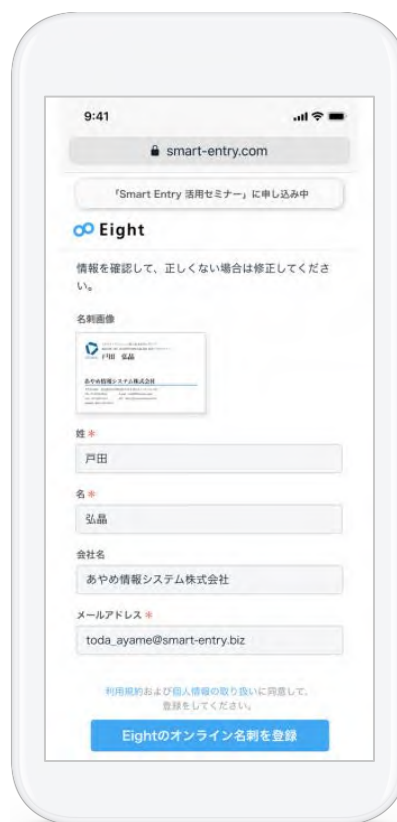 9:41
smart-entry.com
「Smart Entry 活用セミナー」に申し込み中
Eight
情報を確認して、正しくない場合は修正してくださ
い。
名刺画像
戸田 弘晶
あやめ情報システム株式会社
姓 *
戸田
名 *
弘晶
会社名
あやめ情報システム株式会社
メールアドレス *
toda_ayame@smart-entry.biz
利用規約および個人情報の取り扱いに同意して、
登録をしてください。
Eightのオンライン名刺を登録